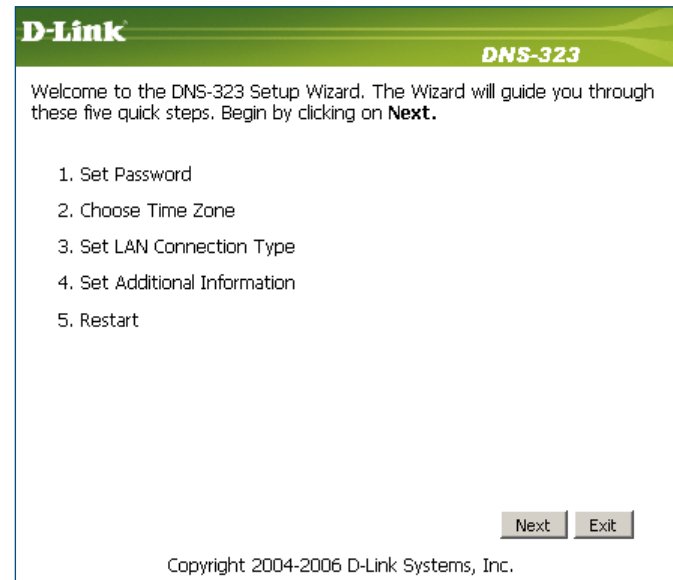 D-Link
DNS-323
Welcome to the DNS-323 Setup Wizard. The Wizard will guide you through
these five quick steps. Begin by clicking on Next.
1. Set Password
2. Choose Time Zone
3. Set LAN Connection Type
4. Set Additional Information
5. Restart
Next Exit
Copyright 2004-2006 D-Link Systems, Inc.